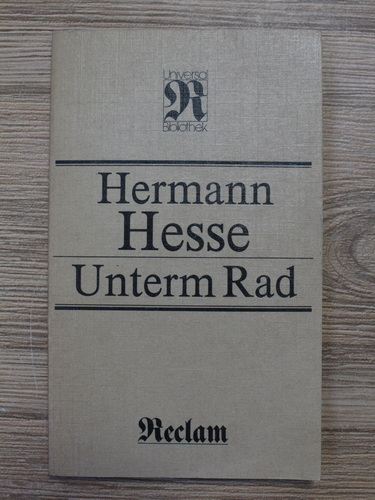 Universal
R
Bibliothek
Hermann
Hesse
Unterm Rad
Reclam